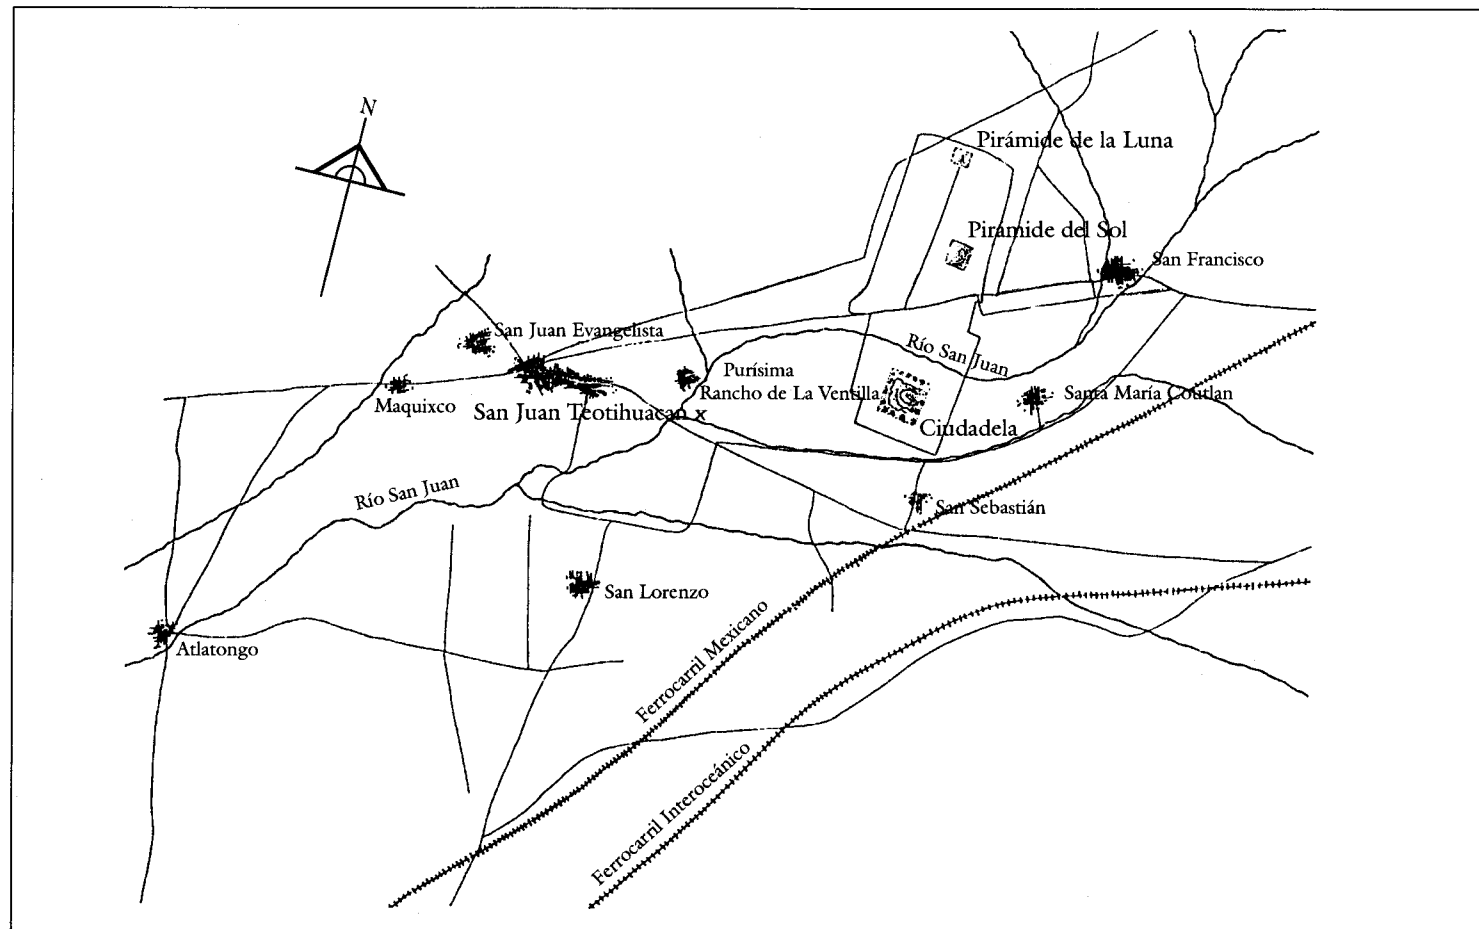 N
Pirámide de la Luna
Pirámide del Sol
San Francisco
San Juan Evangelista
Río San Juan
Purísima
Rancho de La Ventilla
Santa María Coutlan
Maquixco
San Juan Teotihuacan x
Ciudadela
Río San Juan
San Sebastián
San Lorenzo
Atlatongo
Ferrocarril Mexicano
Ferrocarril Interoceánico